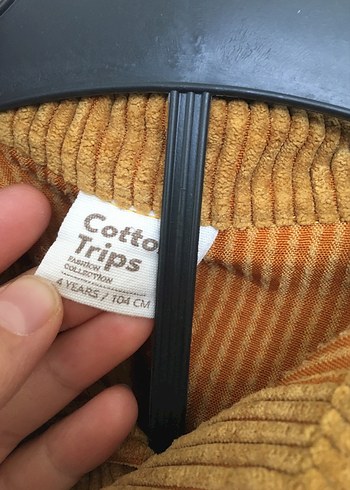 Cotto
Trips
FASHION
COLLECTION
4 YEARS / 104 CM